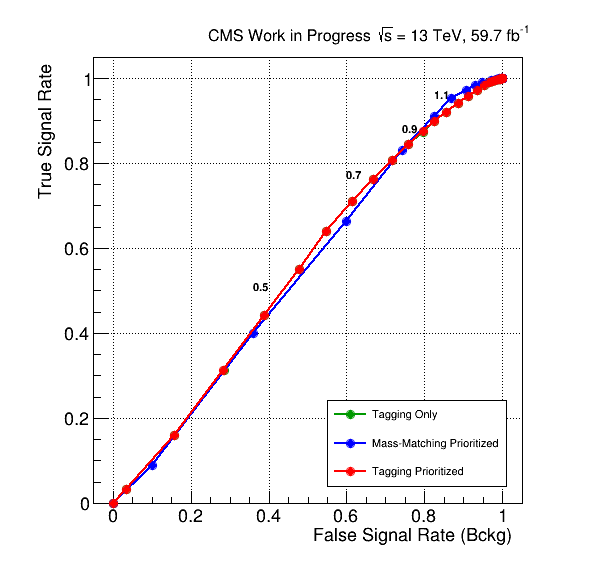 CMS Work in Progress √s = 13 TeV, 59.7 fb⁻¹
True Signal Rate
1
0.8
0.6
0.4
0.2
0
1.1
0.9
0.7
0.5
Tagging Only
Mass-Matching Prioritized
Tagging Prioritized
0 0.2 0.4 0.6 0.8 1
False Signal Rate (Bckg)